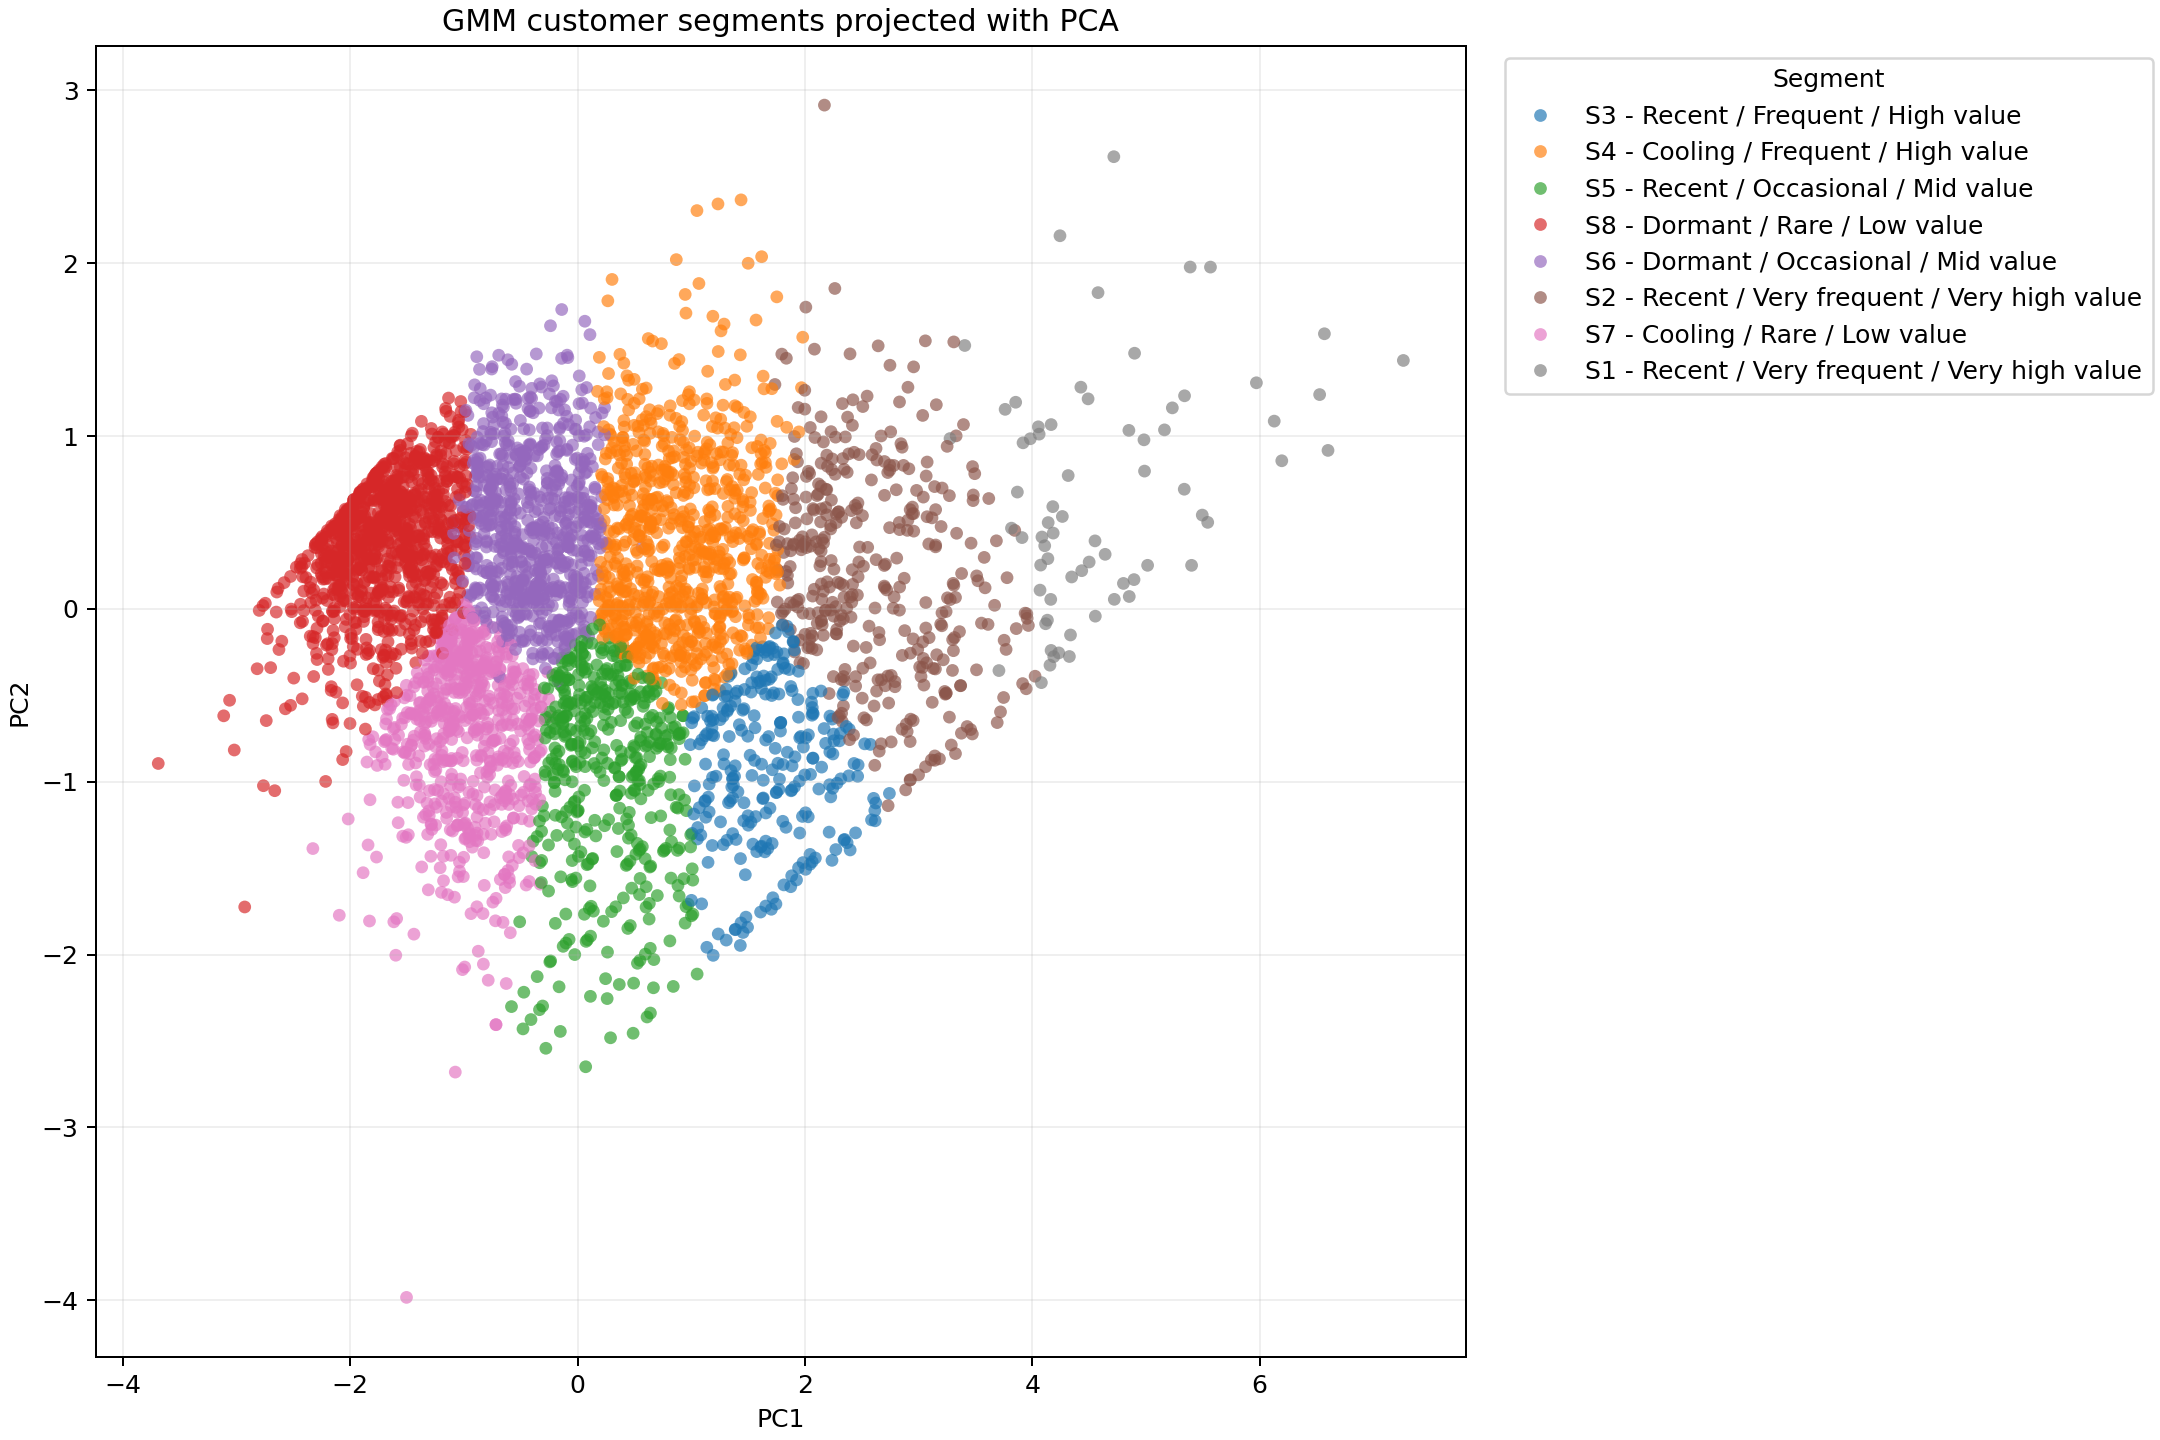 GMM customer segments projected with PCA
Segment
S3 - Recent / Frequent / High value
S4 - Cooling / Frequent / High value
S5 - Recent / Occasional / Mid value
S8 - Dormant / Rare / Low value
S6 - Dormant / Occasional / Mid value
S2 - Recent / Very frequent / Very high value
S7 - Cooling / Rare / Low value
S1 - Recent / Very frequent / Very high value
3
2
1
0
−1
−2
−3
−4
PC2
−4 −2 0 2 4 6
PC1